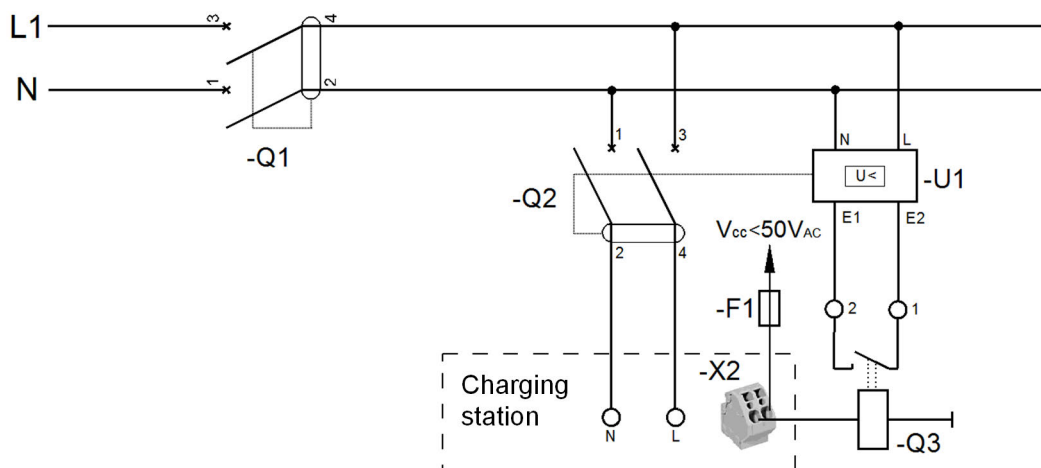 L1
3
4
N
1
2
-Q1
1
3
N
L
U<
-U1
-Q2
E1
E2
2
4
Vcc<50VAC
-F1
2
1
-X2
Charging
station
N
L
-Q3